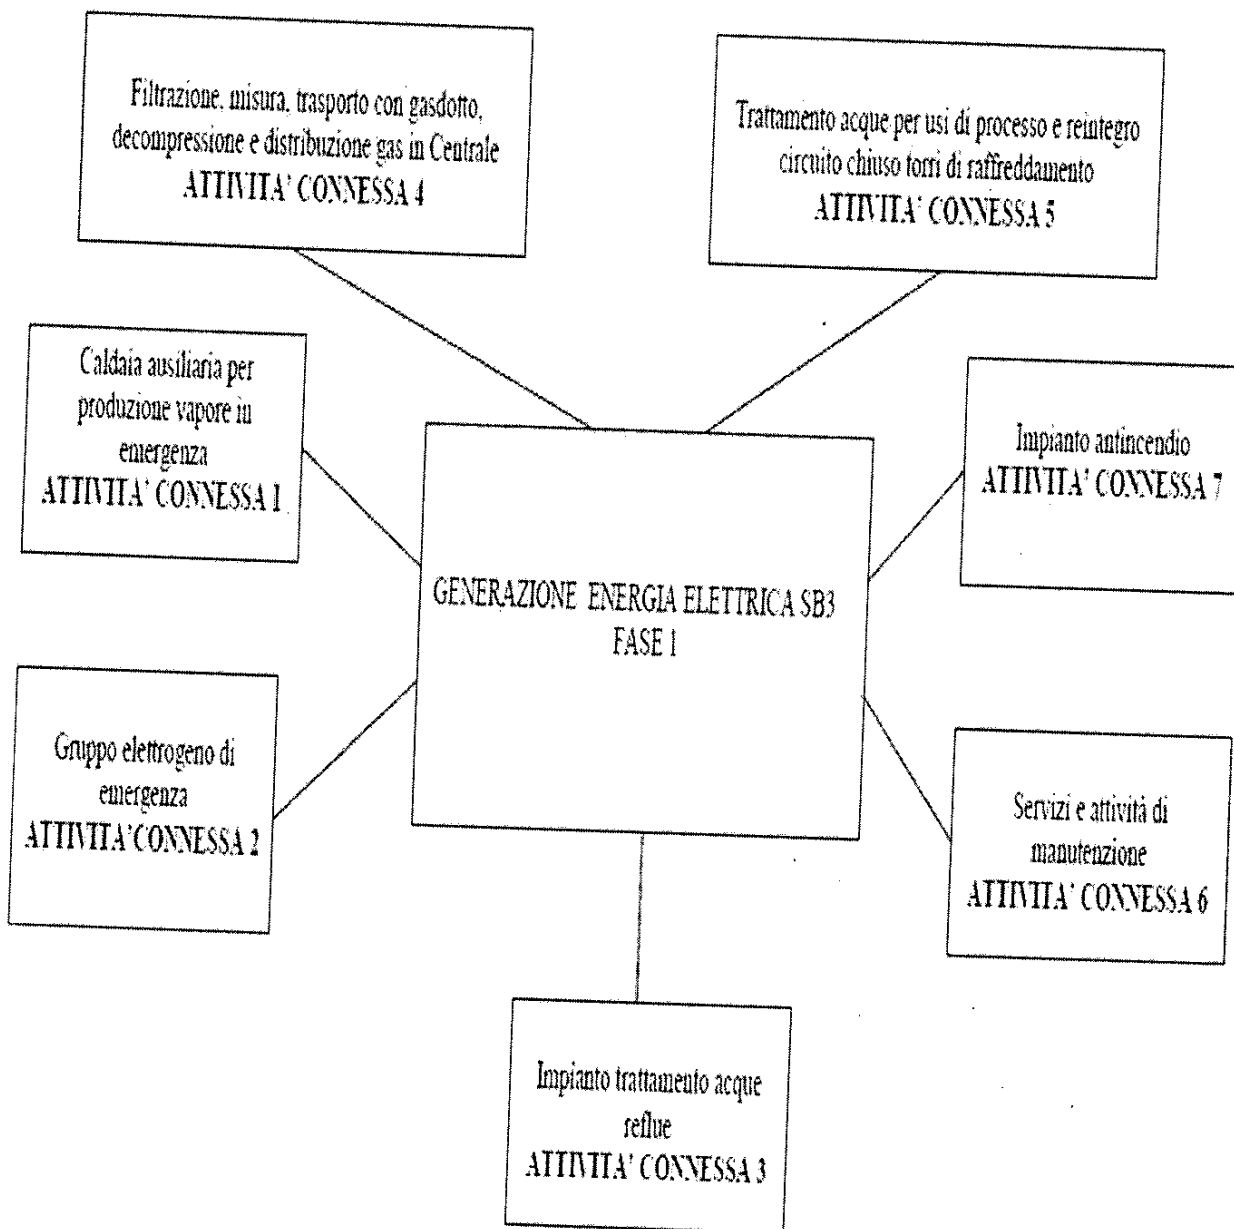 Filtrazione, misura, trasporto con gasdotto,
decompressione e distribuzione gas in Centrale
ATTIVITA' CONNESSA 4
Trattamento acque per usi di processo e reintegro
circuito chiuso torri di raffreddamento
ATTIVITA' CONNESSA 5
Caldaia ausiliaria per
produzione vapore in
emergenza
ATTIVITA' CONNESSA 1
Impianto antincendio
ATTIVITA' CONNESSA 7
GENERAZIONE ENERGIA ELETTRICA SB3
FASE 1
Gruppo elettrogeno di
emergenza
ATTIVITA'CONNESSA 2
Servizi e attività di
manutenzione
ATTIVITA' CONNESSA 6
Impianto trattamento acque
reflue
ATTIVITA' CONNESSA 3